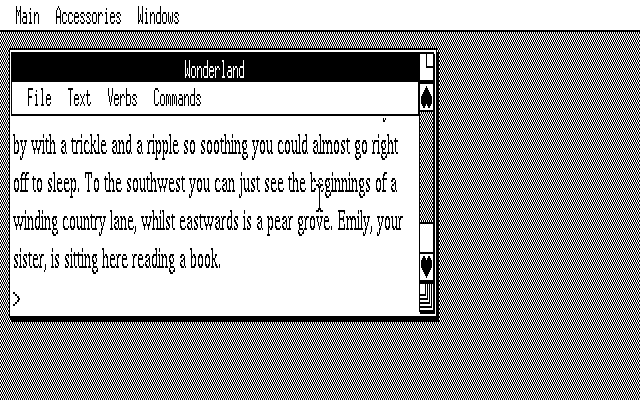 Main Accessories Windows
Wonderland
File Text Verbs Commands
by with a trickle and a ripple so soothing you could almost go right
off to sleep. To the southwest you can just see the beginnings of a
winding country lane, whilst eastwards is a pear grove. Emily, your
sister, is sitting here reading a book.
>